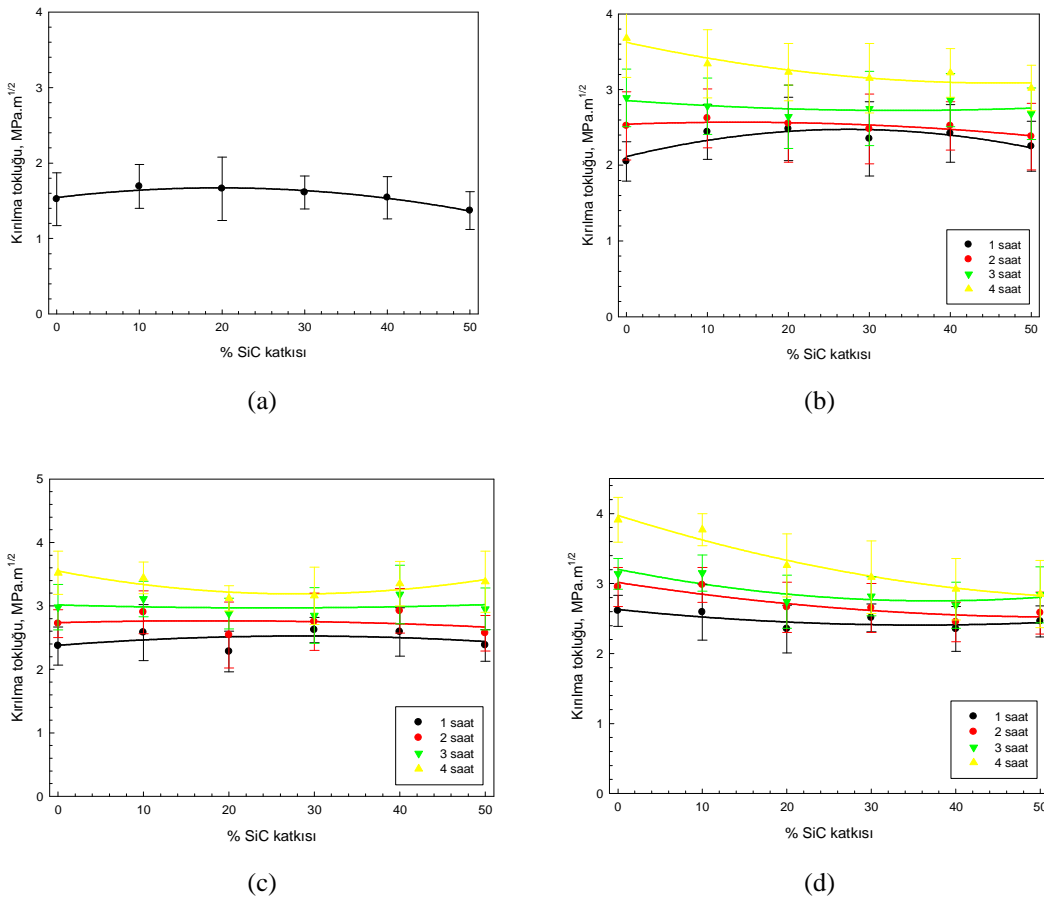 4
3
2
1
0
Kırılma tokluğu, MPa.m1/2
0 10 20 30 40 50
% SiC katkısı
(a)
4
3
2
1
0
Kırılma tokluğu, MPa.m1/2
1 saat
2 saat
3 saat
4 saat
0 10 20 30 40 50
% SiC katkısı
(b)
5
4
3
2
1
0
Kırılma tokluğu, MPa.m1/2
1 saat
2 saat
3 saat
4 saat
0 10 20 30 40 50
% SiC katkısı
(c)
4
3
2
1
0
Kırılma tokluğu, MPa.m1/2
1 saat
2 saat
3 saat
4 saat
0 10 20 30 40 50
% SiC katkısı
(d)